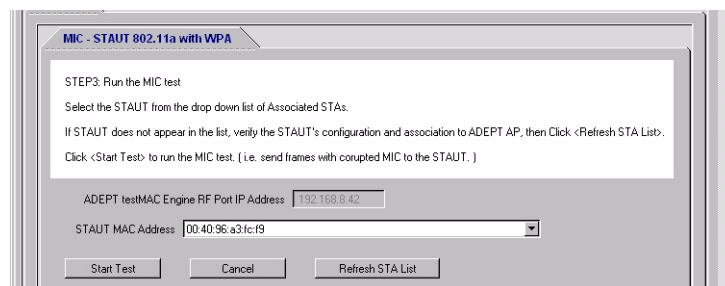 MIC - STAUT 802.11a with WPA
STEP3: Run the MIC test
Select the STAUT from the drop down list of Associated STAs.
If STAUT does not appear in the list, verify the STAUT's configuration and association to ADEPT AP, then Click <Refresh STA List>.
Click <Start Test> to run the MIC test. ( i.e. send frames with corupted MIC to the STAUT. )
ADEPT testMAC Engine RF Port IP Address 192.168.8.42
STAUT MAC Address 00:40:96:a3:fc:f9
Start Test Cancel Refresh STA List